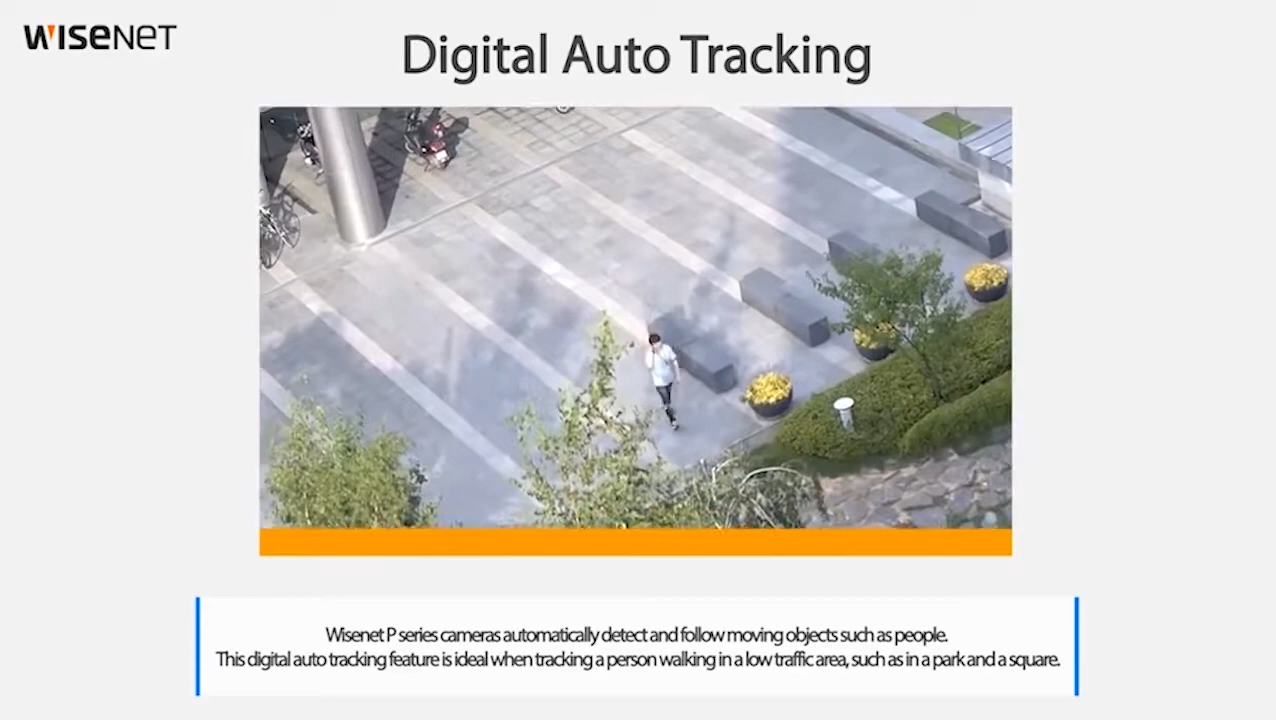 WISENET
Digital Auto Tracking
Wisenet P series cameras automatically detect and follow moving objects such as people.
This digital auto tracking feature is ideal when tracking a person walking in a low traffic area, such as in a park and a square.